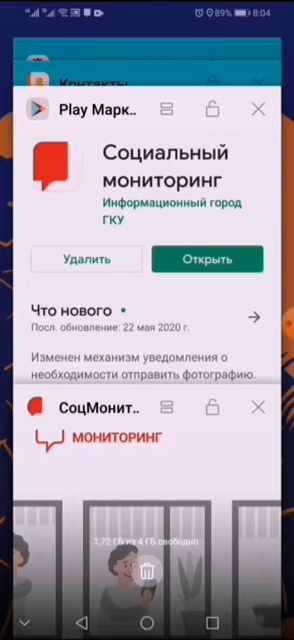 89% 8:04
Контакты
Play Марк..
Социальный
мониторинг
Информационный город
ГКУ
Удалить
Открыть
Что нового •
Посл. обновление: 22 мая 2020 г.
Изменен механизм уведомления о
необходимости отправить фотографию.
СоцМонит..
МОНИТОРИНГ
1,72 ГБ из 4 ГБ свободно